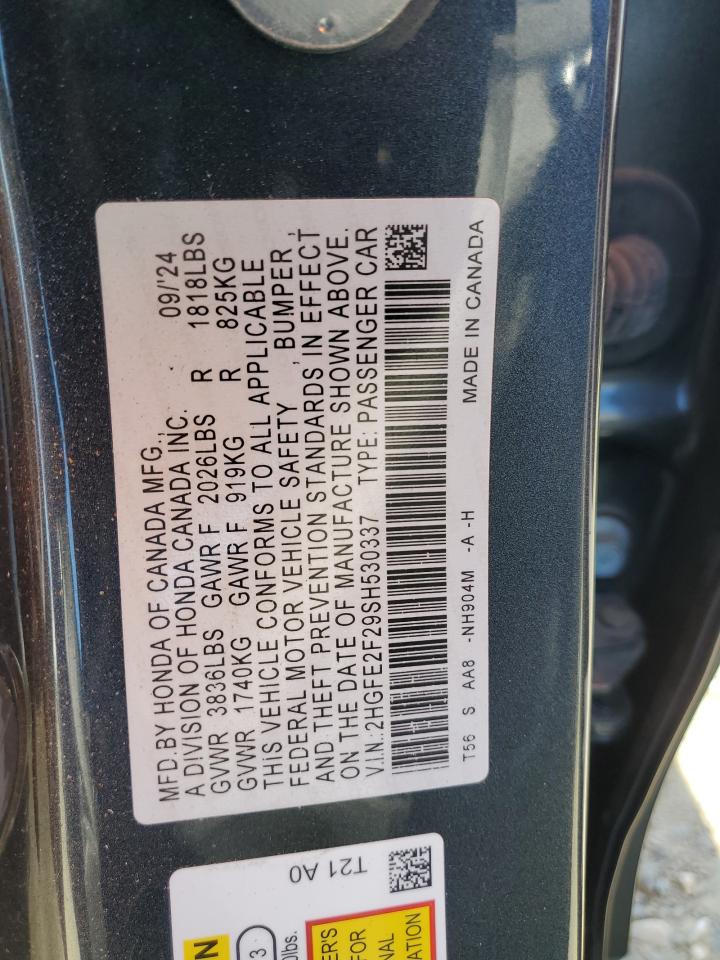 MFD.BY HONDA OF CANADA MFG.,
A DIVISION OF HONDA CANADA INC. 09/'24
GVWR 3836LBS GAWR F 2026LBS R 1818LBS
GVWR 1740KG GAWR F 919KG R 825KG
THIS VEHICLE CONFORMS TO ALL APPLICABLE
FEDERAL MOTOR VEHICLE SAFETY , BUMPER ,
AND THEFT PREVENTION STANDARDS IN EFFECT
ON THE DATE OF MANUFACTURE SHOWN ABOVE.
V.I.N.:2HGFE2F29SH530337 TYPE: PASSENGER CAR
T56 S AA8 -NH904M -A -H MADE IN CANADA
T21 A0